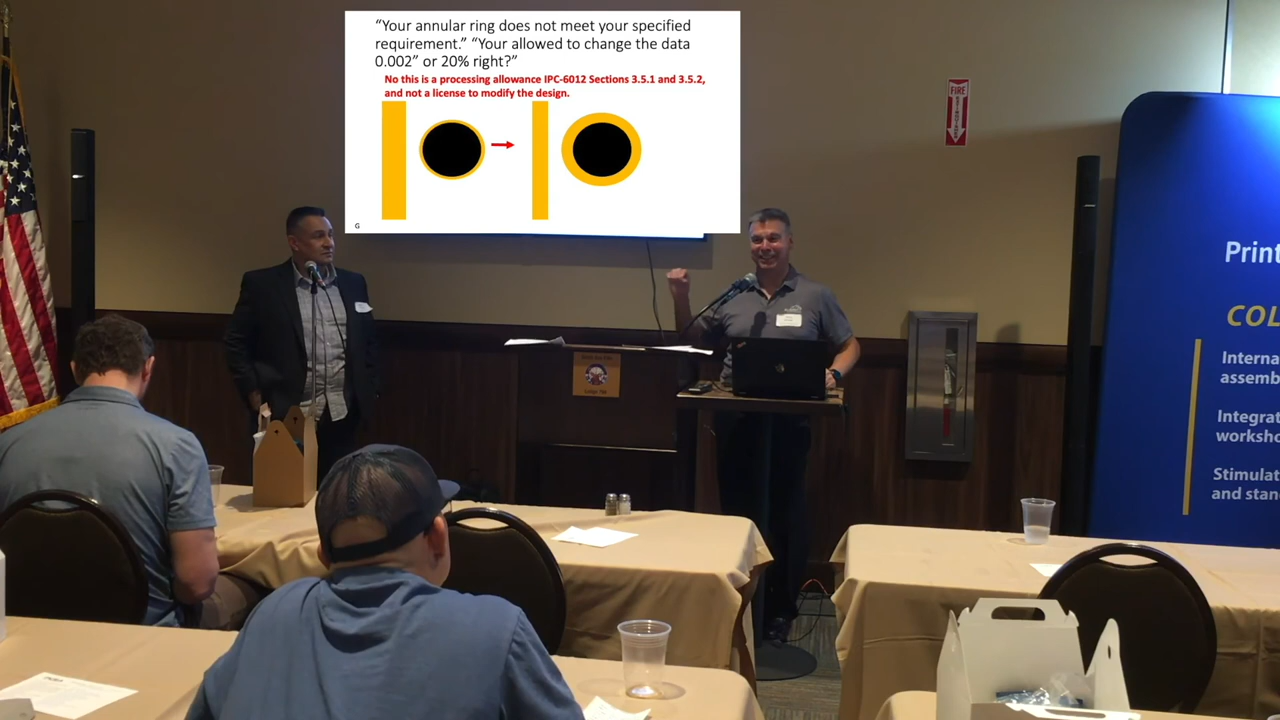 “Your annular ring does not meet your specified
requirement.” “Your allowed to change the data
0.002” or 20% right?”
No this is a processing allowance IPC-6012 Sections 3.5.1 and 3.5.2,
and not a license to modify the design.
G
FIRE
Print
COL
Interna
assemb
Integrat
worksho
Stimulat
and stan